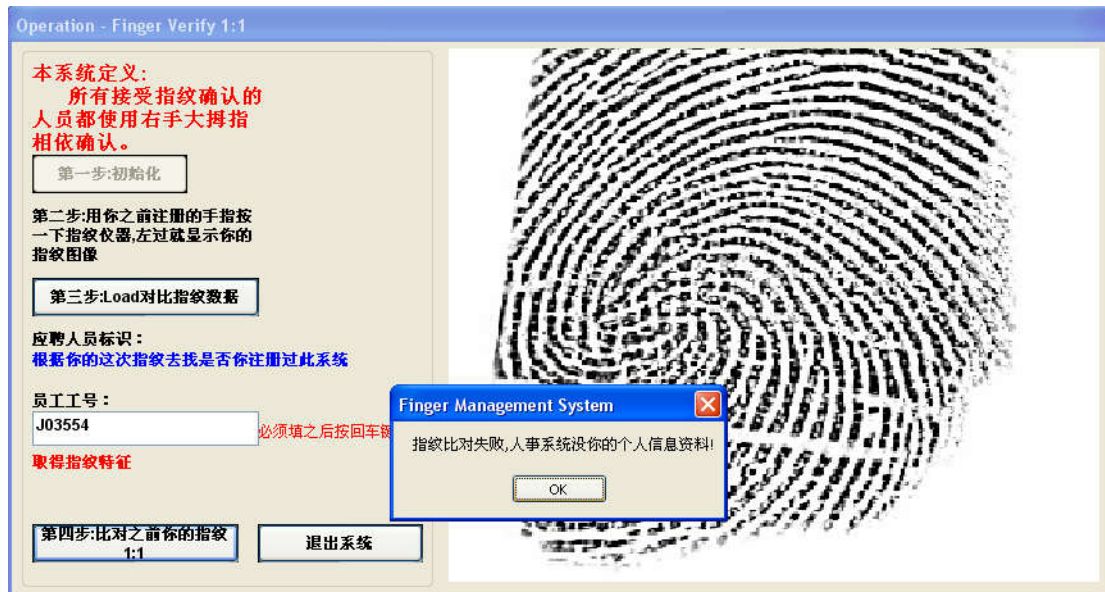 Operation - Finger Verify 1:1
本系统定义:
所有接受指纹确认的
人员都使用右手大拇指
相依确认。
第一步:初始化
第二步:用你之前注册的手指按
一下指纹仪器,左过就显示你的
指纹图像
第三步:Load对比指纹数据
应聘人员标识：
根据你的这次指纹去找是否你注册过此系统
员工工号：
J03554
必须填之后按回车键
取得指纹特征
第四步:比对之前你的指纹
1:1
退出系统
Finger Management System
指纹比对失败,人事系统没你的个人信息资料!
OK